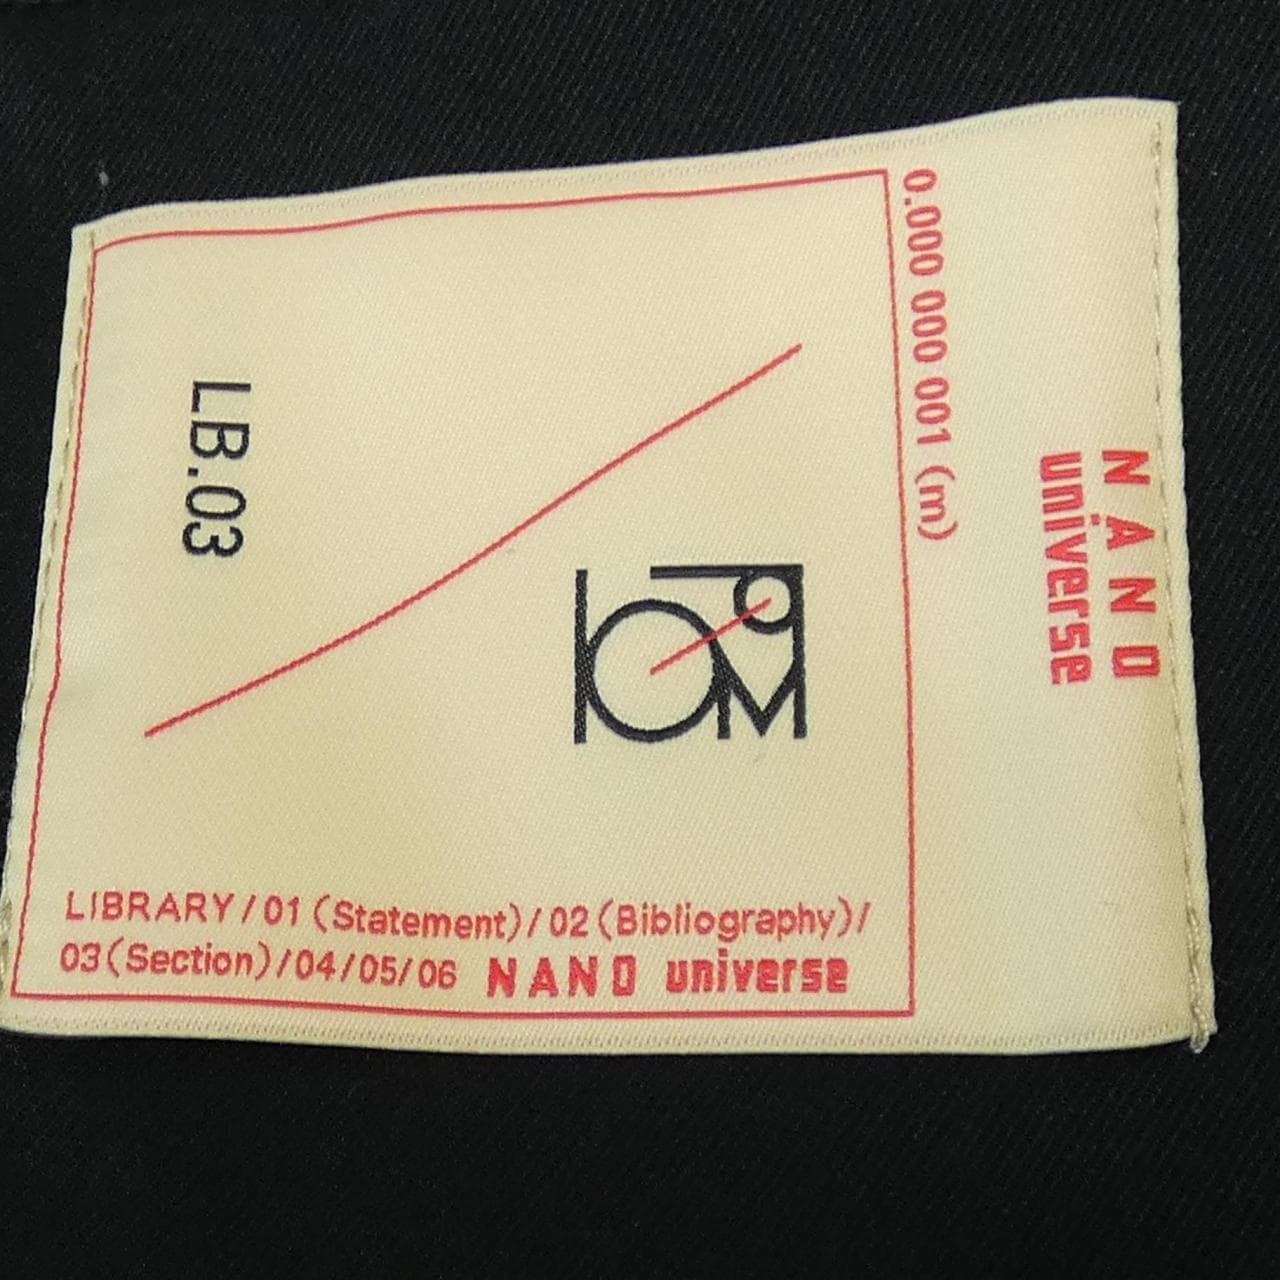 NANO
universe
0.000 000 001 (m)
LB.03
LIBRARY/01 (Statement)/02 (Bibliography)/
03 (Section)/04/05/06 NANO universe